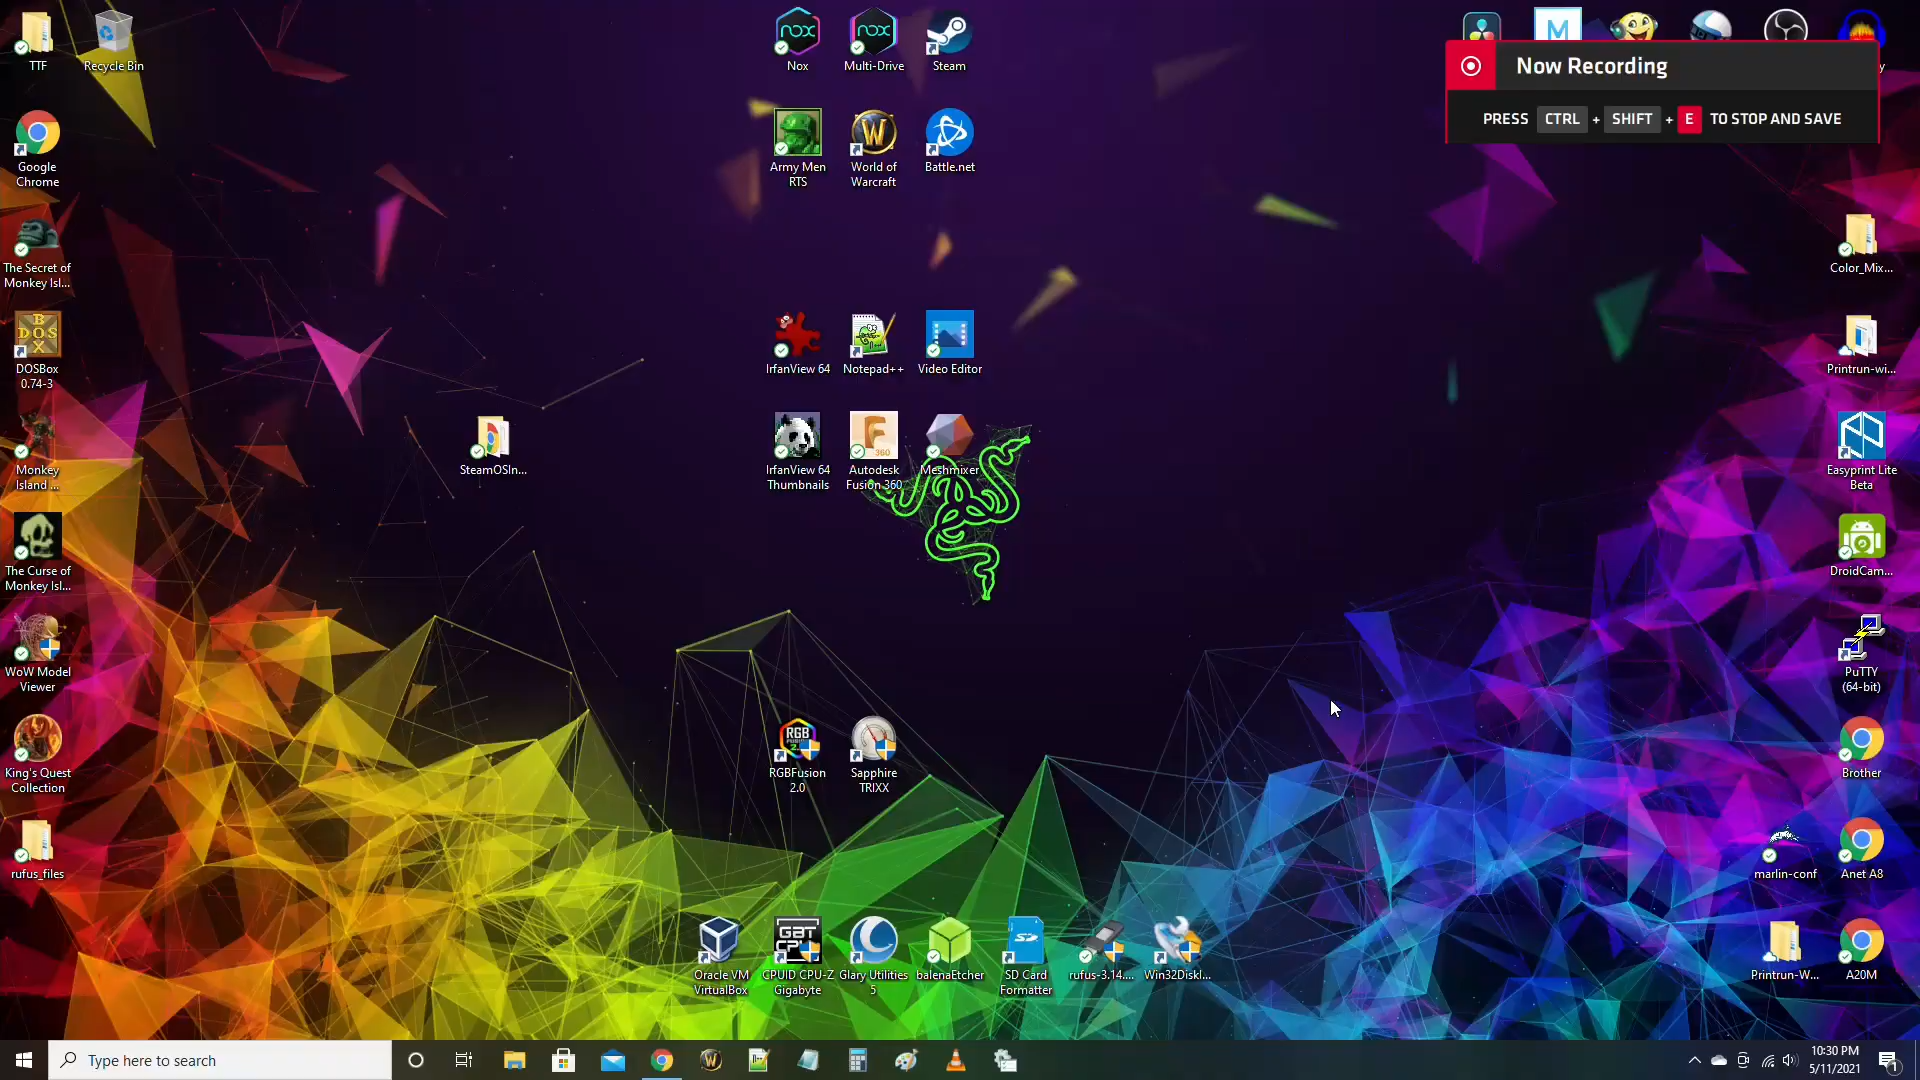 TTF
Recycle Bin
Nox
Multi-Drive
Steam
M
y
Now Recording
PRESS CTRL + SHIFT + E TO STOP AND SAVE
Google
Chrome
Army Men
RTS
World of
Warcraft
Battle.net
The Secret of
Monkey Isl...
Color_Mix...
DOSBox
0.74-3
IrfanView 64
Notepad++
Video Editor
Printrun-wi...
Monkey
Island ...
SteamOSIn...
IrfanView 64
Thumbnails
Autodesk
Fusion 360
Meshmixer
Easyprint Lite
Beta
The Curse of
Monkey Isl...
DroidCam...
WoW Model
Viewer
PuTTY
(64-bit)
King's Quest
Collection
RGBFusion
2.0
Sapphire
TRIXX
Brother
rufus_files
marlin-conf
Anet A8
Oracle VM
VirtualBox
CPUID CPU-Z
Gigabyte
Glary Utilities
5
balenaEtcher
SD Card
Formatter
rufus-3.14....
Win32DiskI...
Printrun-W...
A20M
Type here to search
10:30 PM
5/11/2021
1